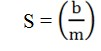 S = (b/m)